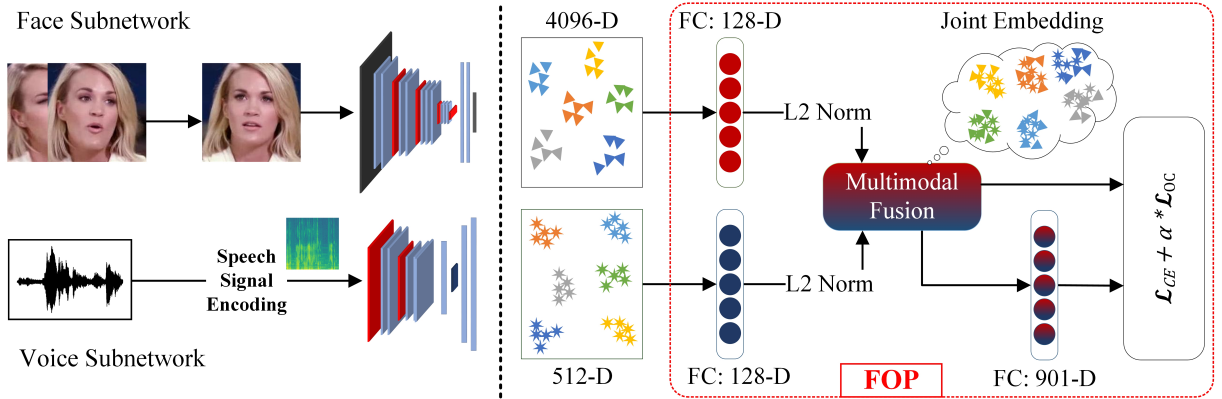 Face Subnetwork
4096-D
FC: 128-D
Joint Embedding
L2 Norm
Multimodal
Fusion
Speech
Signal
Encoding
L2 Norm
ℒCE + α * ℒOC
Voice Subnetwork
512-D
FC: 128-D
FOP
FC: 901-D